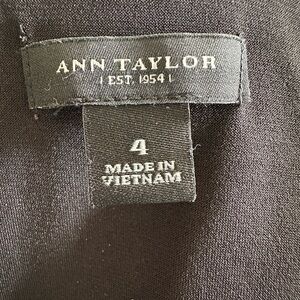 ANN TAYLOR
| EST. 1954 |
4
MADE IN
VIETNAM